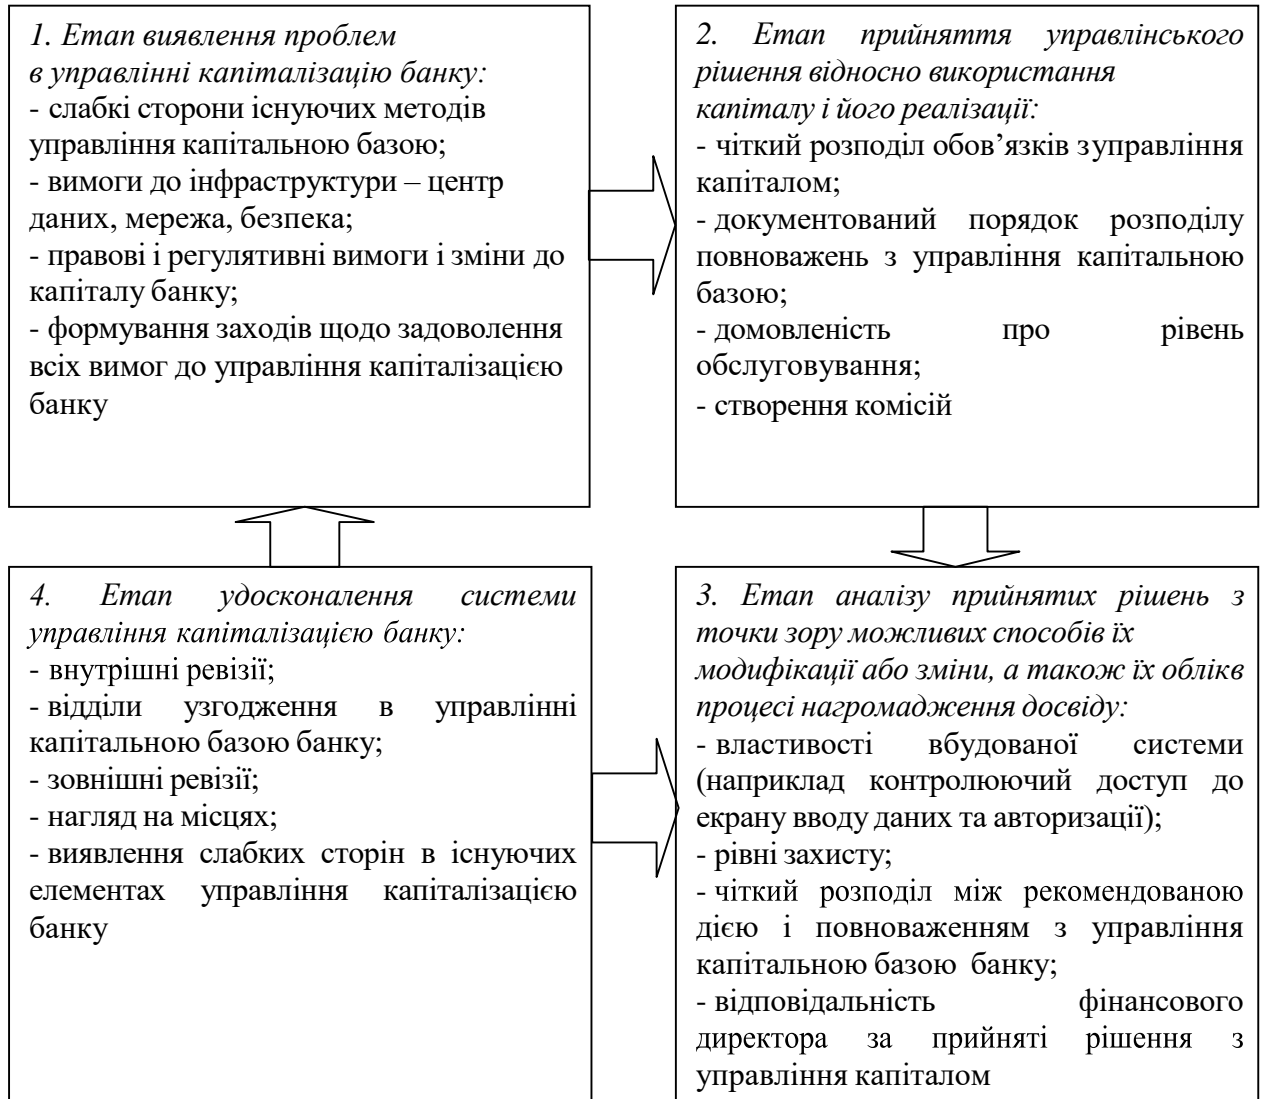 1. Етап виявлення проблем
в управлінні капіталізацію банку:
- слабкі сторони існуючих методів
управління капітальною базою;
- вимоги до інфраструктури – центр
даних, мережа, безпека;
- правові і регулятивні вимоги і зміни до
капіталу банку;
- формування заходів щодо задоволення
всіх вимог до управління капіталізацією
банку
2. Етап прийняття управлінського
рішення відносно використання
капіталу і його реалізації:
- чіткий розподіл обов’язків зуправління
капіталом;
- документований порядок розподілу
повноважень з управління капітальною
базою;
- домовленість про рівень
обслуговування;
- створення комісій
4. Етап удосконалення системи
управління капіталізацією банку:
- внутрішні ревізії;
- відділи узгодження в управлінні
капітальною базою банку;
- зовнішні ревізії;
- нагляд на місцях;
- виявлення слабких сторін в існуючих
елементах управління капіталізацією
банку
3. Етап аналізу прийнятих рішень з
точки зору можливих способів їх
модифікації або зміни, а також їх облікв
процесі нагромадження досвіду:
- властивості вбудованої системи
(наприклад контролюючий доступ до
екрану вводу даних та авторизації);
- рівні захисту;
- чіткий розподіл між рекомендованою
дією і повноваженням з управління
капітальною базою банку;
- відповідальність фінансового
директора за прийняті рішення з
управління капіталом